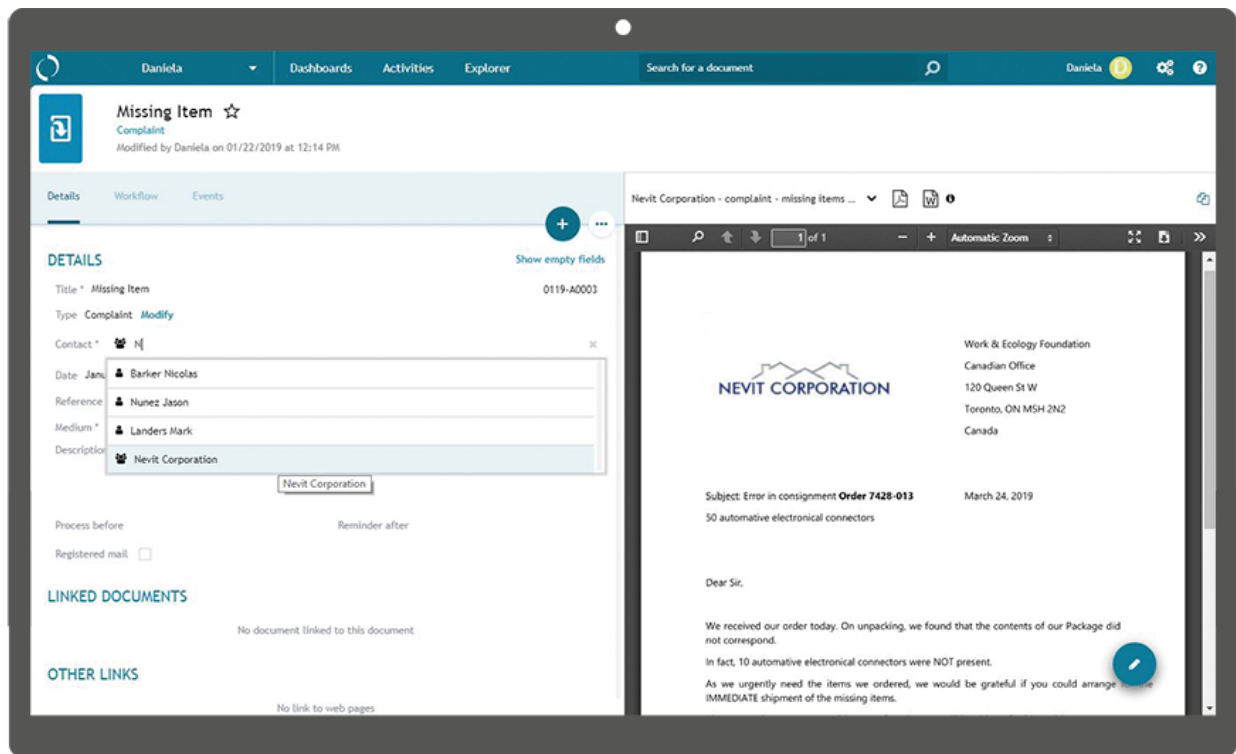 Daniela Dashboards Activities Explorer Search for a document Daniela D ?
Missing Item
Complaint
Modified by Daniela on 01/22/2019 at 12:14 PM
Details Workflow Events
+ ...
DETAILS Show empty fields
Title * Missing Item 0119-A0003
Type Complaint Modify
Contact * N ×
Date Janu
Barker Nicolas
Reference
Nunez Jason
Medium *
Landers Mark
Description
Nevit Corporation
Nevit Corporation
Process before Reminder after
Registered mail
LINKED DOCUMENTS
No document linked to this document
OTHER LINKS
No link to web pages
Nevit Corporation - complaint - missing items ... W
1 of 1 − + Automatic Zoom
NEVIT CORPORATION
Work & Ecology Foundation
Canadian Office
120 Queen St W
Toronto, ON M5H 2N2
Canada
Subject: Error in consignment Order 7428-013 March 24, 2019
50 automative electronical connectors
Dear Sir,
We received our order today. On unpacking, we found that the contents of our Package did
not correspond.
In fact, 10 automative electronical connectors were NOT present.
As we urgently need the items we ordered, we would be grateful if you could arrange
IMMEDIATE shipment of the missing items.